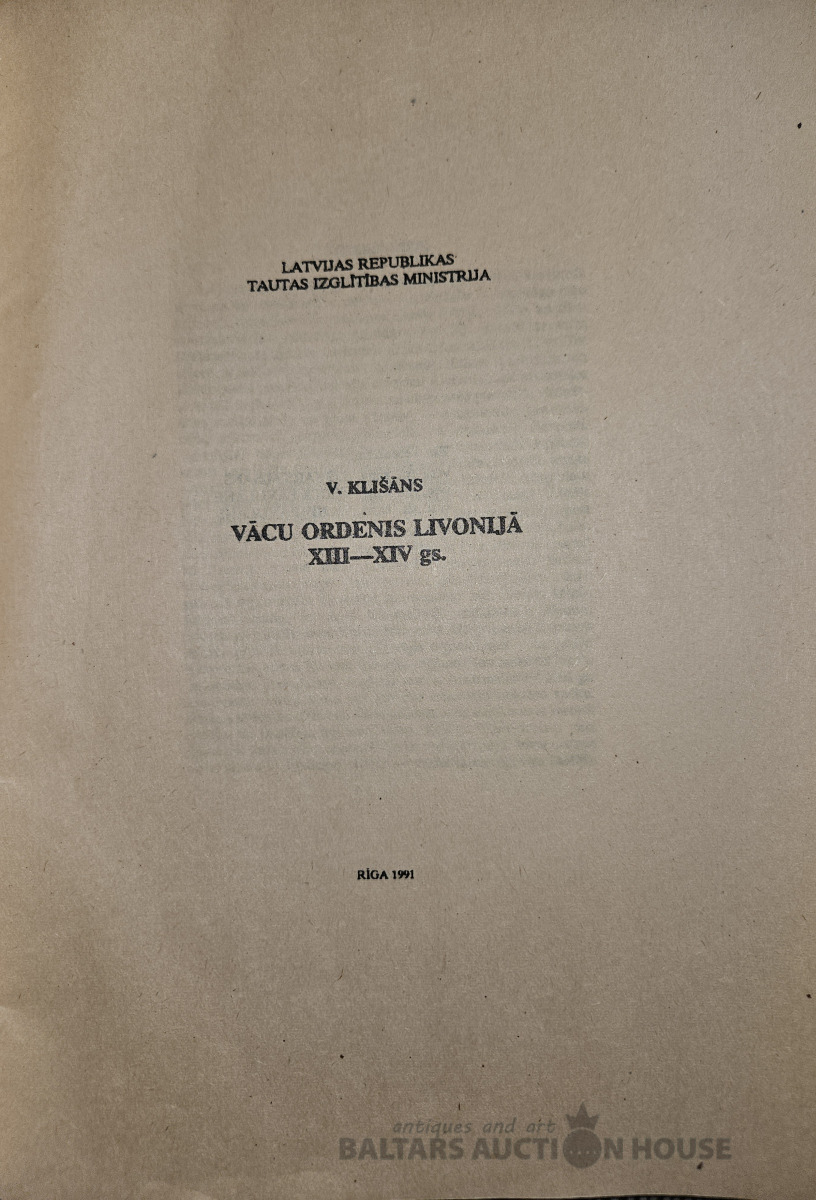 LATVIJAS REPUBLIKAS
TAUTAS IZGLĪTĪBAS MINISTRIJA
V. KLIŠĀNS
VĀCU ORDENIS LIVONIJĀ
XIII—XIV gs.
RĪGA 1991
antiques and art
BALTARS AUCTION HOUSE